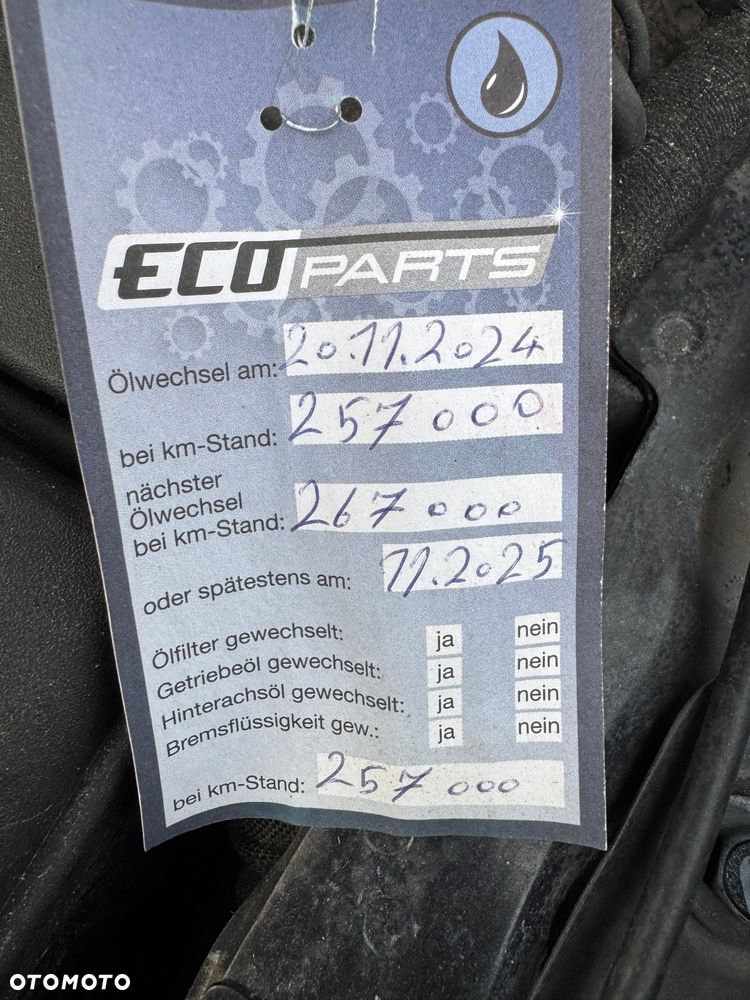 ECO PARTS
Ölwechsel am: 20.11.2024
bei km-Stand: 257000
nächster
Ölwechsel
bei km-Stand: 267000
oder spätestens am: 11.2025
Ölfilter gewechselt: ja nein
Getriebeöl gewechselt: ja nein
Hinterachsöl gewechselt: ja nein
Bremsflüssigkeit gew.: ja nein
bei km-Stand: 257000
OTOMOTO